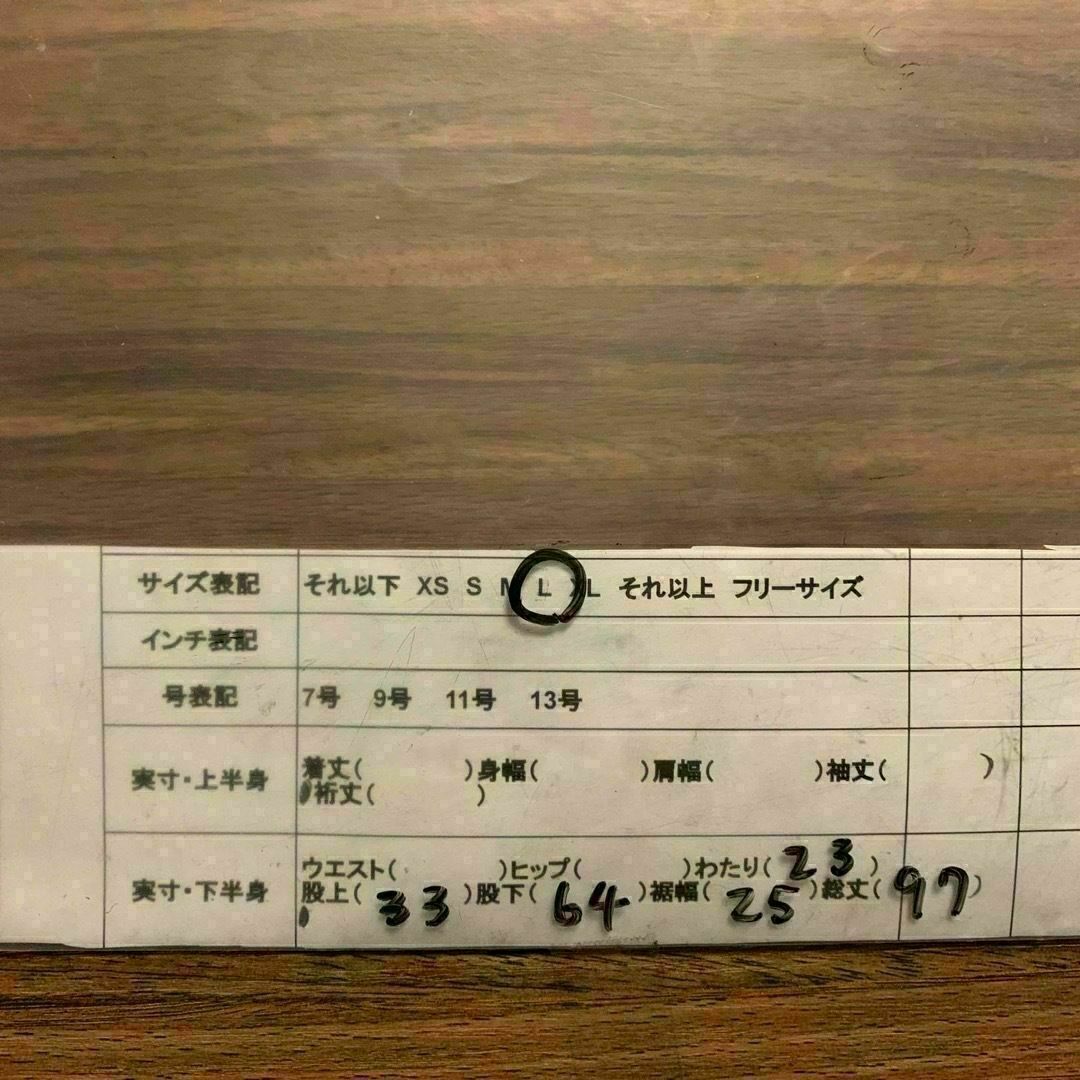 サイズ表記 それ以下 XS S M L XL それ以上 フリーサイズ
インチ表記
号表記 7号 9号 11号 13号
実寸・上半身 着丈( )身幅( )肩幅( )袖丈( )
裄丈( )
実寸・下半身 ウエスト( )ヒップ( )わたり( 23 )
股上( 33 )股下( 64 )裾幅( 25 )総丈( 97 )